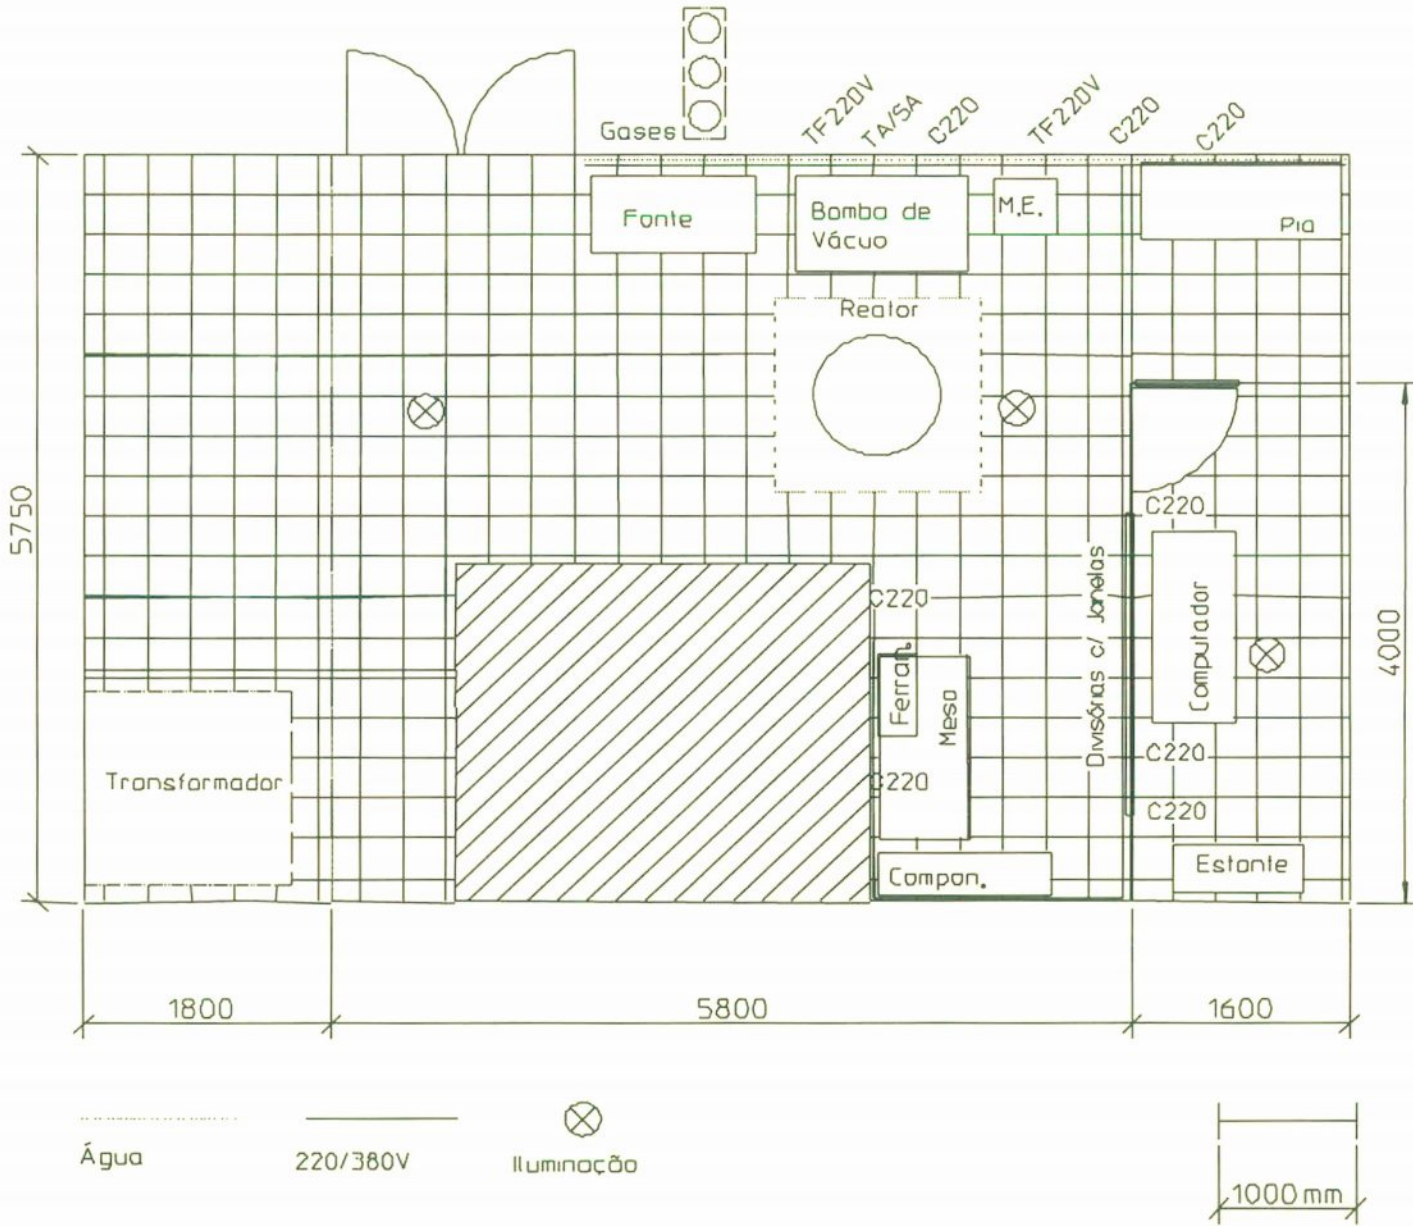 Gases
TF220V
TA/SA
C220
TF220V
C220
C220
Fonte
Bomba de
Vácuo
M.E.
Pia
Reator
5750
C220
C220
Divisórias c/ Janelas
Computador
4000
Ferram.
Mesa
Transformador
C220
C220
C220
Compon.
Estante
1800
5800
1600
Água
220/380V
Iluminação
1000 mm